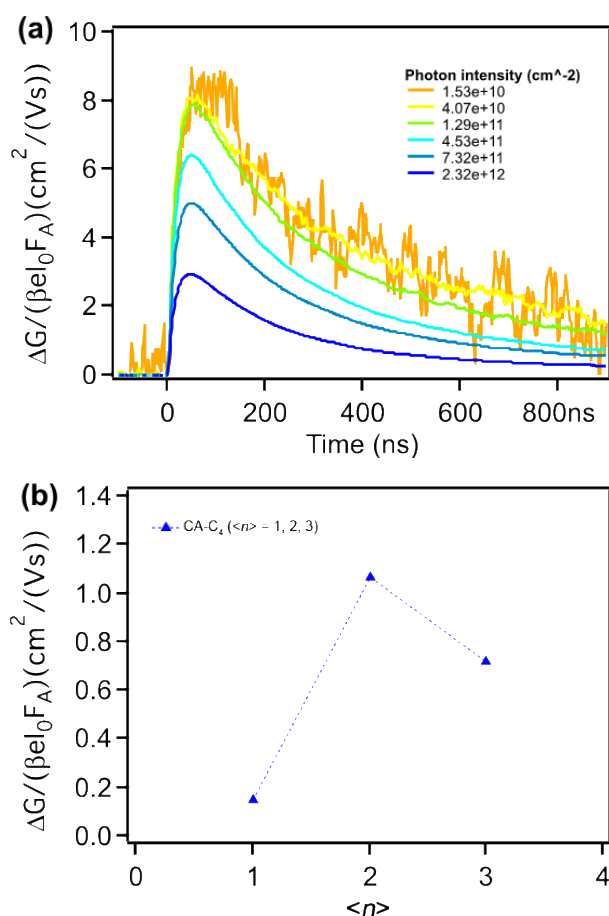 (a)
ΔG/(βeI₀F_A)(cm²/(Vs))
10
8
6
4
2
0
Photon intensity (cm^-2)
1.53e+10
4.07e+10
1.29e+11
4.53e+11
7.32e+11
2.32e+12
0
200
400
600
800ns
Time (ns)
(b)
ΔG/(βeI₀F_A)(cm²/(Vs))
1.4
1.2
1.0
0.8
0.6
0.4
0.2
0.0
CA-C₄ (<n> = 1, 2, 3)
0
1
2
3
4
<n>